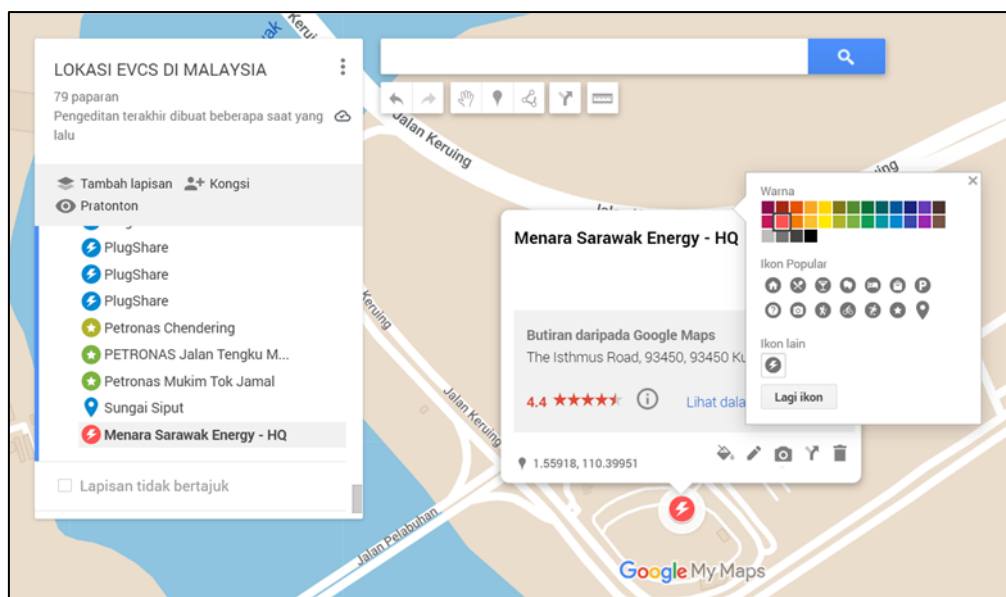 LOKASI EVCS DI MALAYSIA
79 paparan
Pengeditan terakhir dibuat beberapa saat yang
lalu
Tambah lapisan Kongsi
Pratonton
PlugShare
PlugShare
PlugShare
Petronas Chendering
PETRONAS Jalan Tengku M...
Petronas Mukim Tok Jamal
Sungai Siput
Menara Sarawak Energy - HQ
Lapisan tidak bertajuk
Jalan Keruing
Menara Sarawak Energy - HQ
Butiran daripada Google Maps
The Isthmus Road, 93450, 93450 Ku
4.4
Lihat dala
1.55918, 110.39951
Warna
Ikon Popular
P
Ikon lain
Lagi ikon
Keruing
Jalan Keruing
Jalan Pelabuhan
Google My Maps